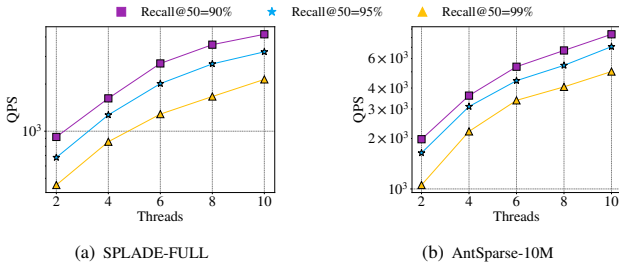 Recall@50=90% Recall@50=95% Recall@50=99%
QPS
10³
2 4 6 8 10
Threads
(a) SPLADE-FULL
QPS
6 × 10³
4 × 10³
3 × 10³
2 × 10³
10³
2 4 6 8 10
Threads
(b) AntSparse-10M